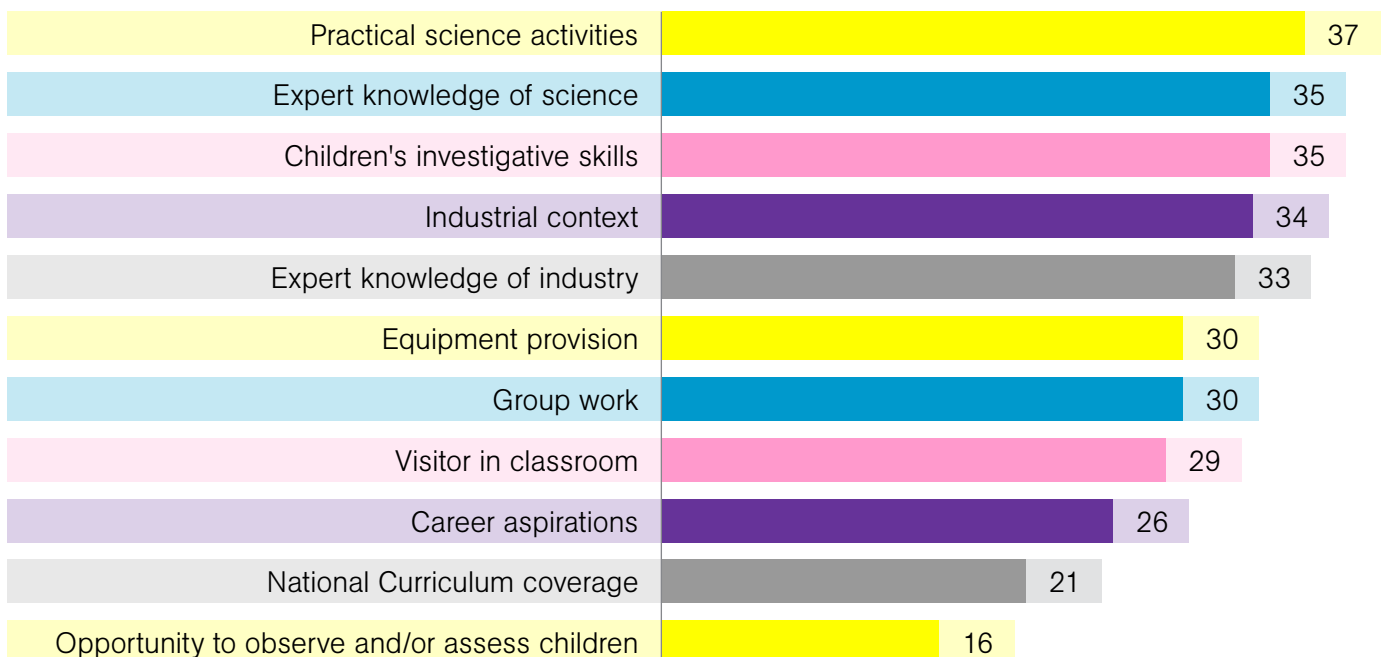 Practical science activities 37
Expert knowledge of science 35
Children's investigative skills 35
Industrial context 34
Expert knowledge of industry 33
Equipment provision 30
Group work 30
Visitor in classroom 29
Career aspirations 26
National Curriculum coverage 21
Opportunity to observe and/or assess children 16